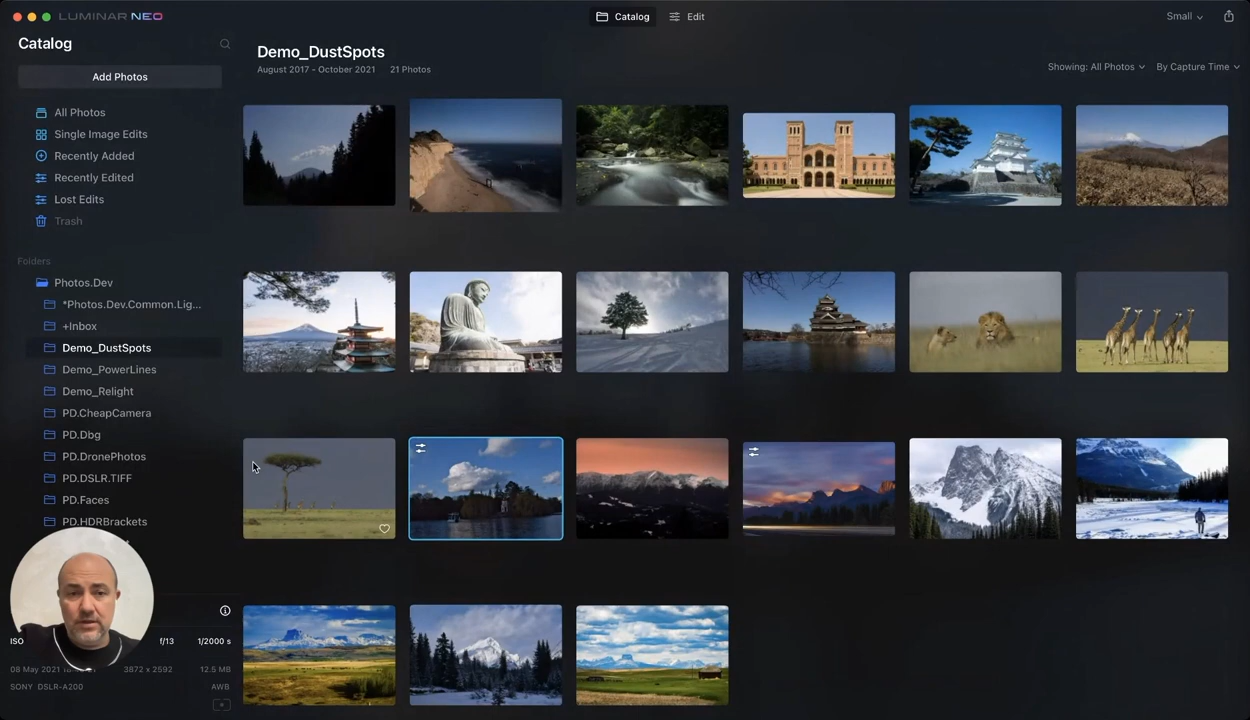 LUMINAR NEO
Catalog
Edit
Small
Catalog
Add Photos
All Photos
Single Image Edits
Recently Added
Recently Edited
Lost Edits
Trash
Folders
Photos.Dev
*Photos.Dev.Common.Lig...
+Inbox
Demo_DustSpots
Demo_PowerLines
Demo_Relight
PD.CheapCamera
PD.Dbg
PD.DronePhotos
PD.DSLR.TIFF
PD.Faces
PD.HDRBrackets
ISO
f/13
1/2000 s
08 May 2021
3872 x 2592
12.5 MB
SONY DSLR-A200
AWB
Demo_DustSpots
August 2017 - October 2021
21 Photos
Showing: All Photos
By Capture Time